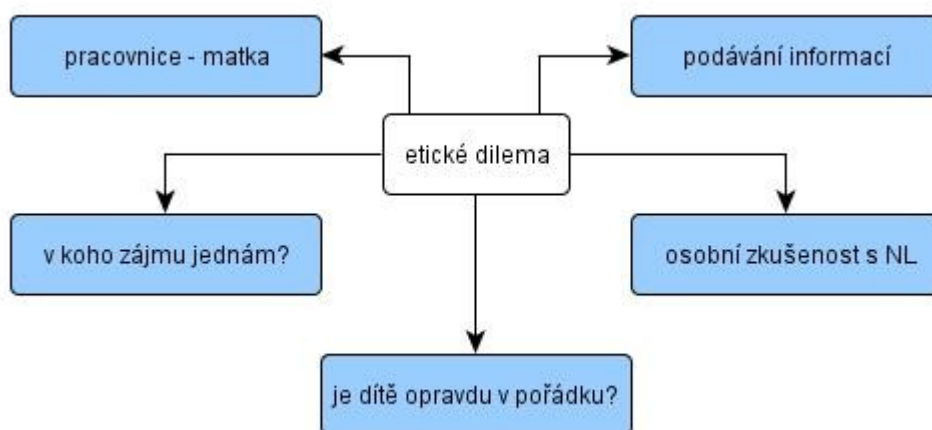 pracovnice - matka
podávání informací
etické dilema
v koho zájmu jednám?
osobní zkušenost s NL
je dítě opravdu v pořádku?